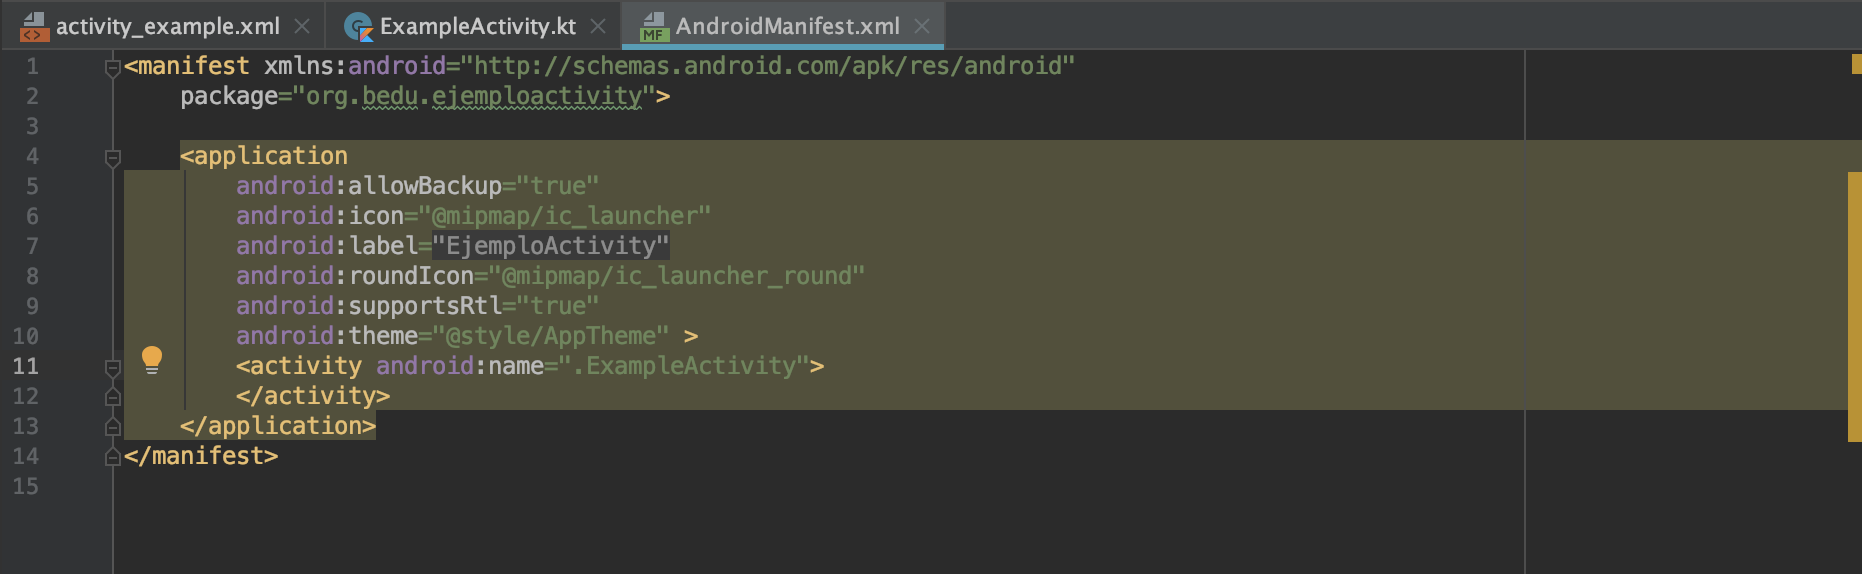 activity_example.xml ExampleActivity.kt AndroidManifest.xml
1 <manifest xmlns:android="http://schemas.android.com/apk/res/android"
2 package="org.bedu.ejemploactivity">
3
4 <application
5 android:allowBackup="true"
6 android:icon="@mipmap/ic_launcher"
7 android:label="EjemploActivity"
8 android:roundIcon="@mipmap/ic_launcher_round"
9 android:supportsRtl="true"
10 android:theme="@style/AppTheme" >
11 <activity android:name=".ExampleActivity">
12 </activity>
13 </application>
14 </manifest>
15